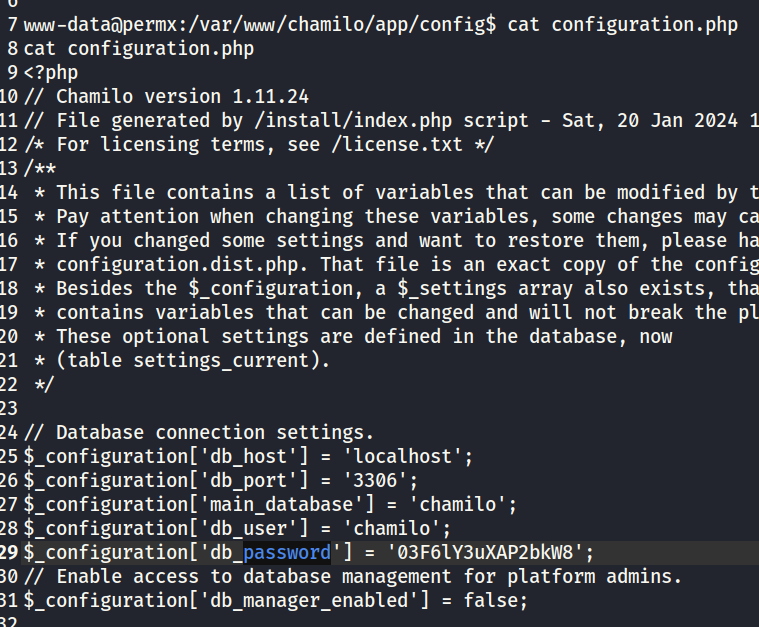 6
7 www-data@permx:/var/www/chamilo/app/config$ cat configuration.php
8 cat configuration.php
9 <?php
10 // Chamilo version 1.11.24
11 // File generated by /install/index.php script - Sat, 20 Jan 2024 1
12 /* For licensing terms, see /license.txt */
13 /**
14  * This file contains a list of variables that can be modified by t
15  * Pay attention when changing these variables, some changes may ca
16  * If you changed some settings and want to restore them, please ha
17  * configuration.dist.php. That file is an exact copy of the config
18  * Besides the $_configuration, a $_settings array also exists, tha
19  * contains variables that can be changed and will not break the pl
20  * These optional settings are defined in the database, now
21  * (table settings_current).
22  */
23
24 // Database connection settings.
25 $_configuration['db_host'] = 'localhost';
26 $_configuration['db_port'] = '3306';
27 $_configuration['main_database'] = 'chamilo';
28 $_configuration['db_user'] = 'chamilo';
29 $_configuration['db_password'] = '03F6lY3uXAP2bkW8';
30 // Enable access to database management for platform admins.
31 $_configuration['db_manager_enabled'] = false;
32